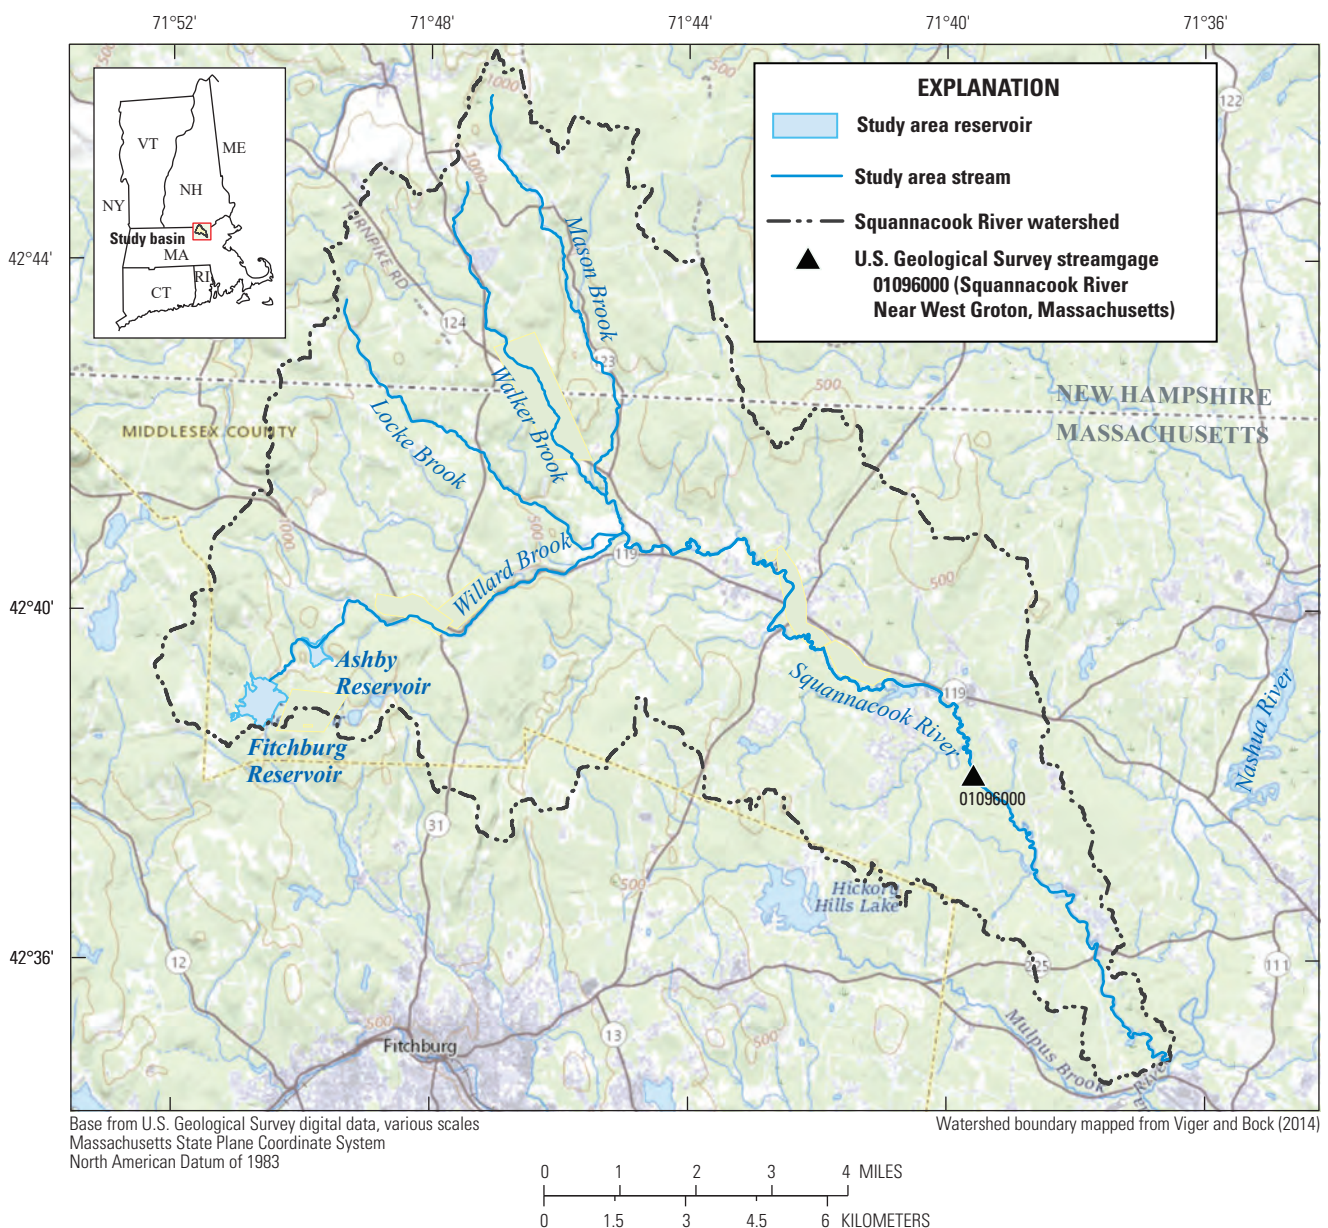 71°52'
71°48'
71°44'
71°40'
71°36'
42°44'
42°40'
42°36'
VT
ME
NH
NY
Study basin
MA
CT
RI
EXPLANATION
Study area reservoir
Study area stream
Squannacook River watershed
U.S. Geological Survey streamgage
01096000 (Squannacook River
Near West Groton, Massachusetts)
500
1000
500
122
1000
TURNPIKE RD
124
Mason Brook
123
Walker Brook
Locke Brook
500
NEW HAMPSHIRE
MASSACHUSETTS
MIDDLESEX COUNTY
1000
500
Willard Brook
119
500
Ashby
Reservoir
Fitchburg
Reservoir
Squannacook River
119
Nashua River
01096000
31
500
Hickory
Hills Lake
12
225
111
500
Fitchburg
13
500
Mulpus Brook
River
Base from U.S. Geological Survey digital data, various scales
Massachusetts State Plane Coordinate System
North American Datum of 1983
Watershed boundary mapped from Viger and Bock (2014)
0 1 2 3 4 MILES
0 1.5 3 4.5 6 KILOMETERS